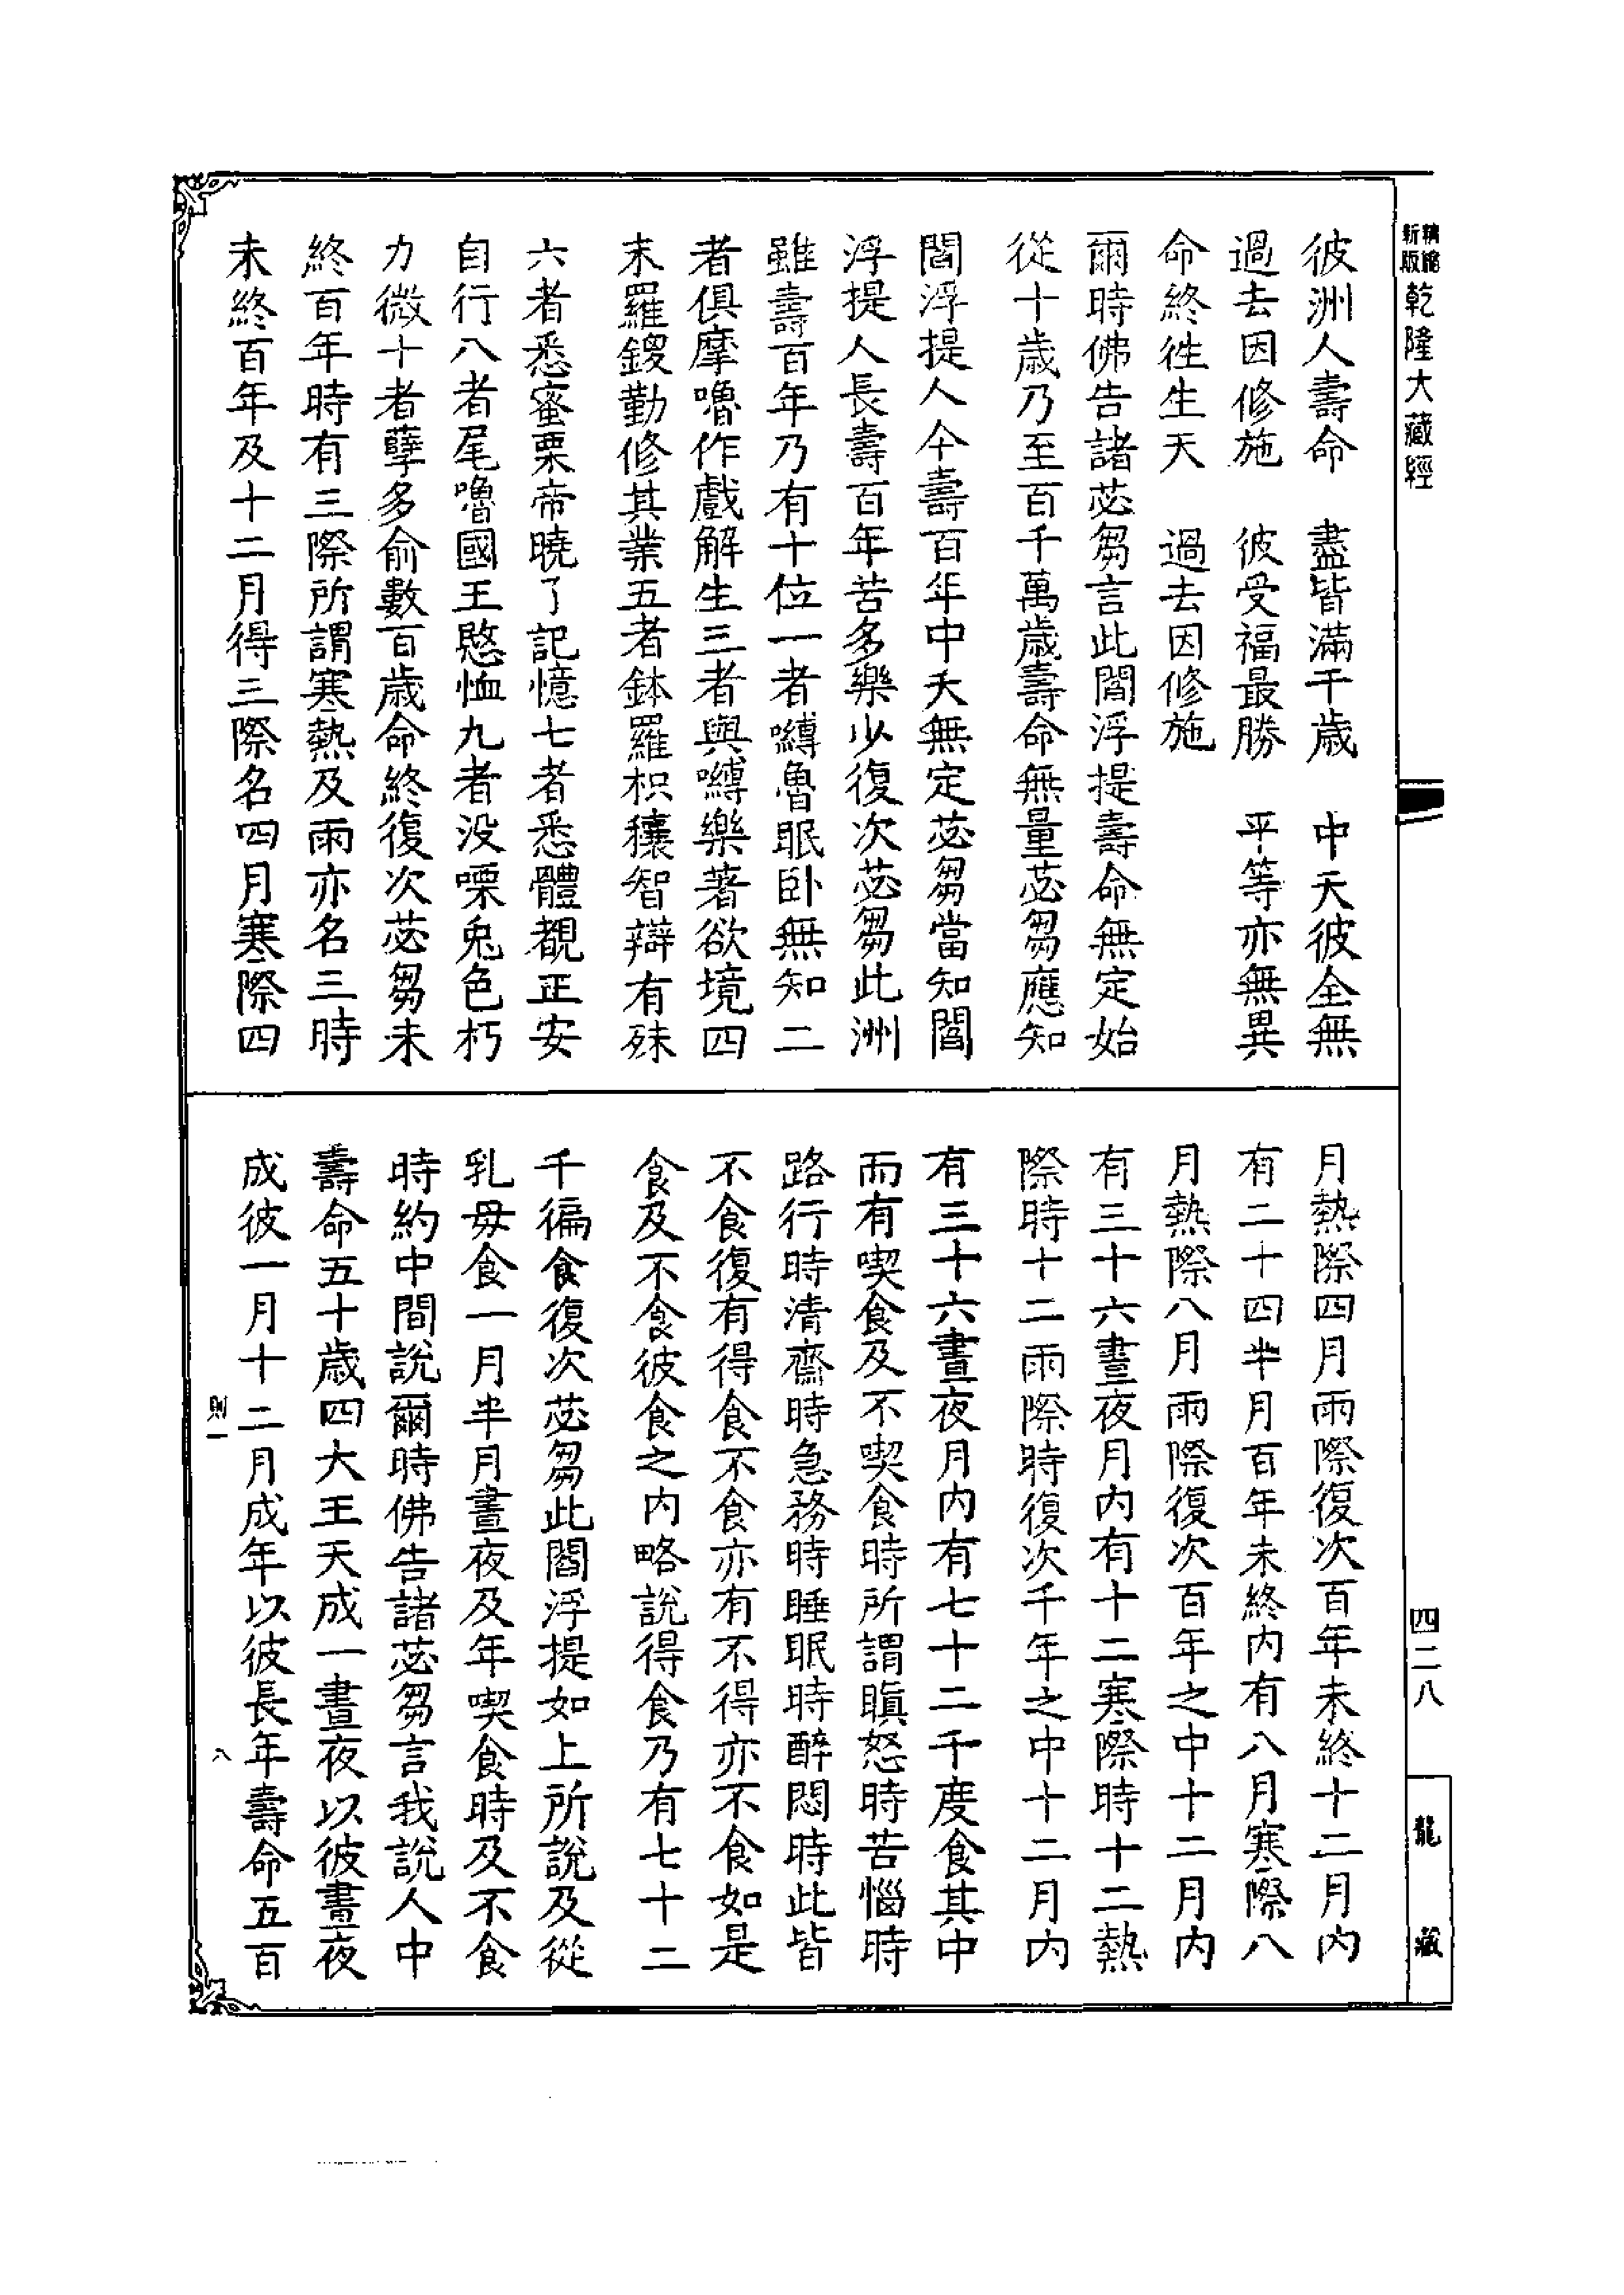 新版精縮乾隆大藏經
彼洲人壽命　盡皆滿千歲　中夭彼全無
過去因修施　彼受福最勝　平等亦無異
命終徃生天　過去因修施
爾時佛告諸苾芻言此閻浮提壽命無定始
從十歲乃至百千萬歲壽命無量苾芻應知
閻浮提人今壽百年中夭無定苾芻當知閻
浮提人長壽百年苦多樂少復次苾芻此洲
雖壽百年乃有十位一者嚩魯眠卧無知二
者俱摩嚕作戲解生三者與嚩樂著欲境四
末羅鍐勤修其業五者鉢羅枳穰智辯有殊
六者悉蜜栗帝曉了記憶七者悉體覩正安
自行八者尾嚕國王愍恤九者没㗚兎色朽
力微十者孽多俞數百歲命終復次苾芻未
終百年時有三際所謂寒熱及雨亦名三時
未終百年及十二月得三際名四月寒際四
月熱際四月雨際復次百年未終十二月內
有二十四半月百年未終內有八月寒際八
月熱際八月雨際復次百年之中十二月內
有三十六晝夜月內有十二寒際時十二熱
際時十二雨際時復次千年之中十二月內
有三十六晝夜月內有七十二千度食其中
而有喫食及不喫食時所謂瞋怒時苦惱時
路行時清齋時急務時睡眠時醉悶時此皆
不食復有得食不食亦有不得亦不食如是
食及不食彼食之內略說得食乃有七十二
千徧食復次苾芻此閻浮提如上所說及從
乳毋食一月半月晝夜及年喫食時及不食
時約中間說爾時佛告諸苾芻言我說人中
壽命五十歲四大王天成一晝夜以彼晝夜
成彼一月十二月成年以彼長年壽命五百
則一
八
四二八
龍藏